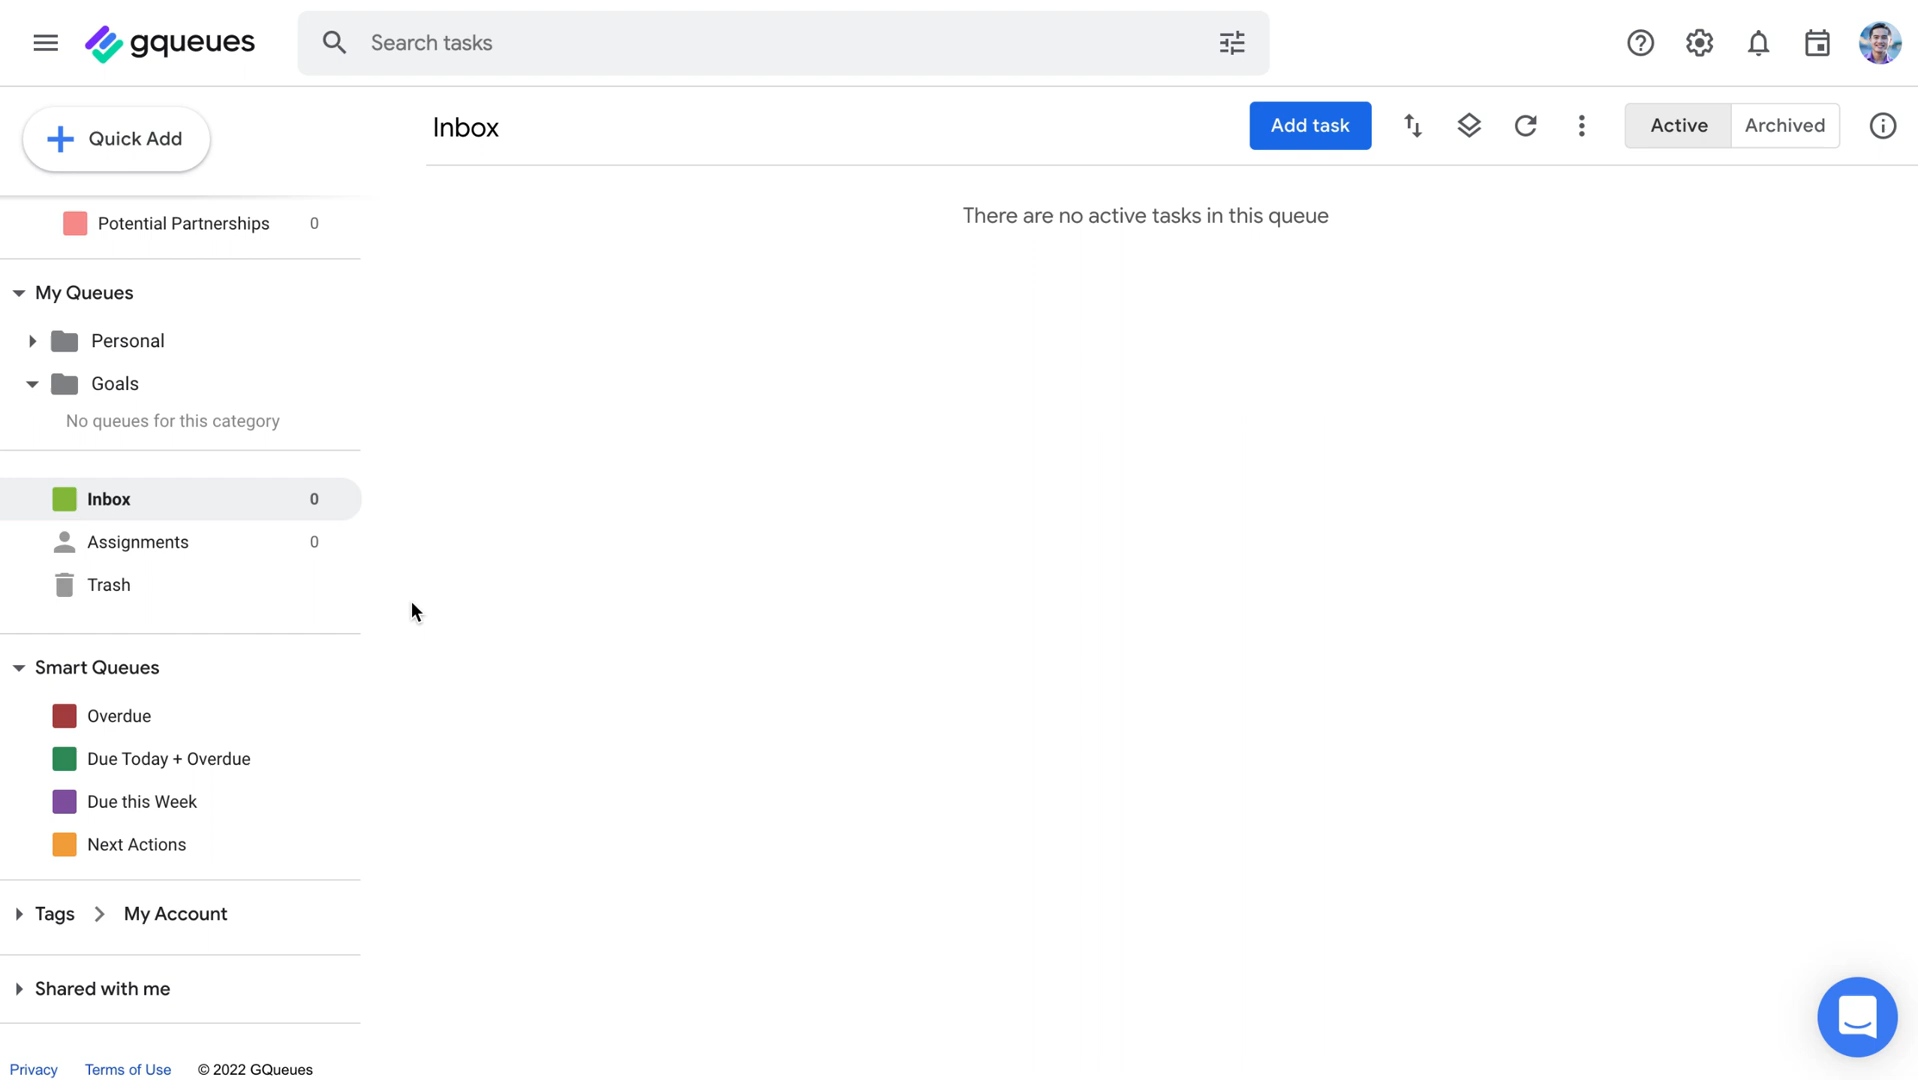 gqueues
Search tasks
Quick Add
Inbox
Add task
Active
Archived
There are no active tasks in this queue
Potential Partnerships 0
My Queues
Personal
Goals
No queues for this category
Inbox 0
Assignments 0
Trash
Smart Queues
Overdue
Due Today + Overdue
Due this Week
Next Actions
Tags > My Account
Shared with me
Privacy Terms of Use © 2022 GQueues